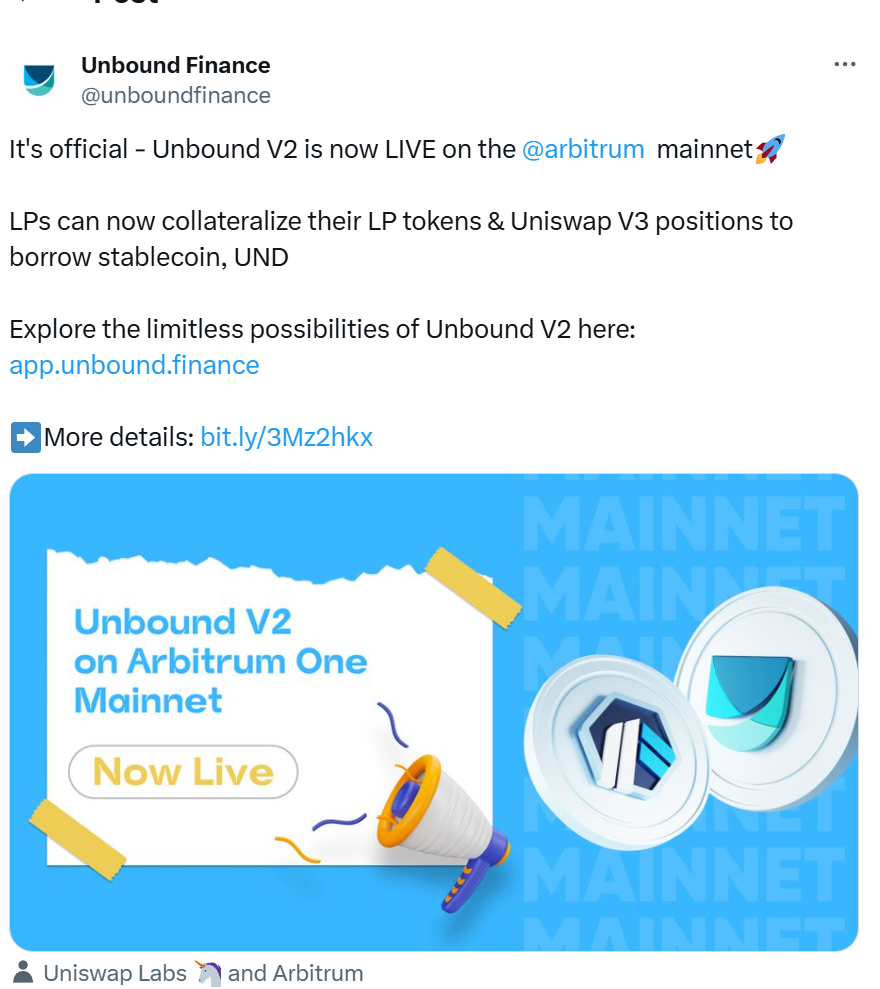 Post
Unbound Finance
@unboundfinance
It's official - Unbound V2 is now LIVE on the @arbitrum mainnet🚀
LPs can now collateralize their LP tokens & Uniswap V3 positions to
borrow stablecoin, UND
Explore the limitless possibilities of Unbound V2 here:
app.unbound.finance
➡️More details: bit.ly/3Mz2hkx
Unbound V2
on Arbitrum One
Mainnet
Now Live
MAINNET
MAINNET
MAINNET
MAINNET
MAINNET
MAINNET
MAINNET
MAINNET
Uniswap Labs 🦄 and Arbitrum